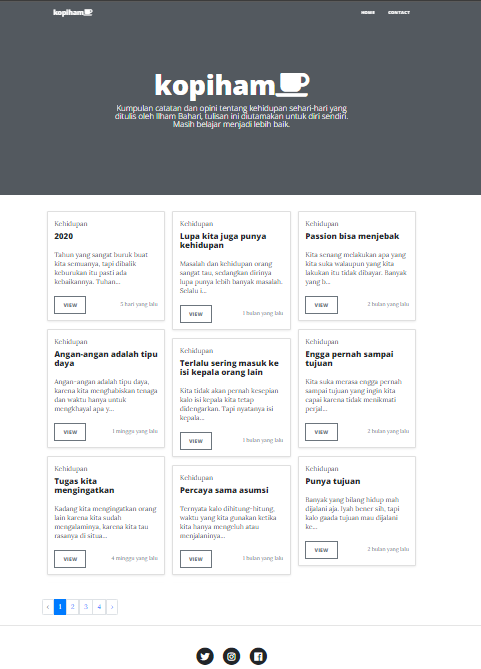 kopiham
HOME CONTACT
kopiham
Kumpulan catatan dan opini tentang kehidupan sehari-hari yang
ditulis oleh Ilham Bahari, tulisan ini diutamakan untuk diri sendiri.
Masih belajar menjadi lebih baik.
Kehidupan
2020
Tahun yang sangat buruk buat
kita semuanya, tapi dibalik
keburukan itu pasti ada
kebaikannya. Tuhan...
VIEW
5 hari yang lalu
Kehidupan
Lupa kita juga punya
kehidupan
Masalah dan kehidupan orang
sangat tau, sedangkan dirinya
lupa punya lebih banyak masalah.
Selalu i...
VIEW
1 bulan yang lalu
Kehidupan
Passion bisa menjebak
Kita senang melakukan apa yang
kita suka walaupun yang kita
lakukan itu tidak dibayar. Banyak
yang b...
VIEW
2 bulan yang lalu
Kehidupan
Angan-angan adalah tipu
daya
Angan-angan adalah tipu daya,
karena kita menghabiskan tenaga
dan waktu hanya untuk
mengkhayal apa y...
VIEW
1 minggu yang lalu
Kehidupan
Terlalu sering masuk ke
isi kepala orang lain
Kita tidak akan pernah kesepian
kalo isi kepala kita tetap
didengarkan. Tapi nyatanya isi
kepala...
VIEW
1 bulan yang lalu
Kehidupan
Engga pernah sampai
tujuan
Kita suka merasa engga pernah
sampai tujuan yang ingin kita
capai karena tidak menikmati
perjal...
VIEW
2 bulan yang lalu
Kehidupan
Tugas kita
mengingatkan
Kadang kita mengingatkan orang
lain karena kita sudah
mengalaminya, karena kita tau
rasanya di situa...
VIEW
4 minggu yang lalu
Kehidupan
Percaya sama asumsi
Ternyata kalo dihitung-hitung,
waktu yang kita gunakan ketika
kita hanya mengeluh atau
menjalaninya...
VIEW
1 bulan yang lalu
Kehidupan
Punya tujuan
Banyak yang bilang hidup mah
dijalani aja. Iyah bener sih, tapi
kalo gaada tujuan mau dijalani
ke...
VIEW
2 bulan yang lalu
‹ 1 2 3 4 ›